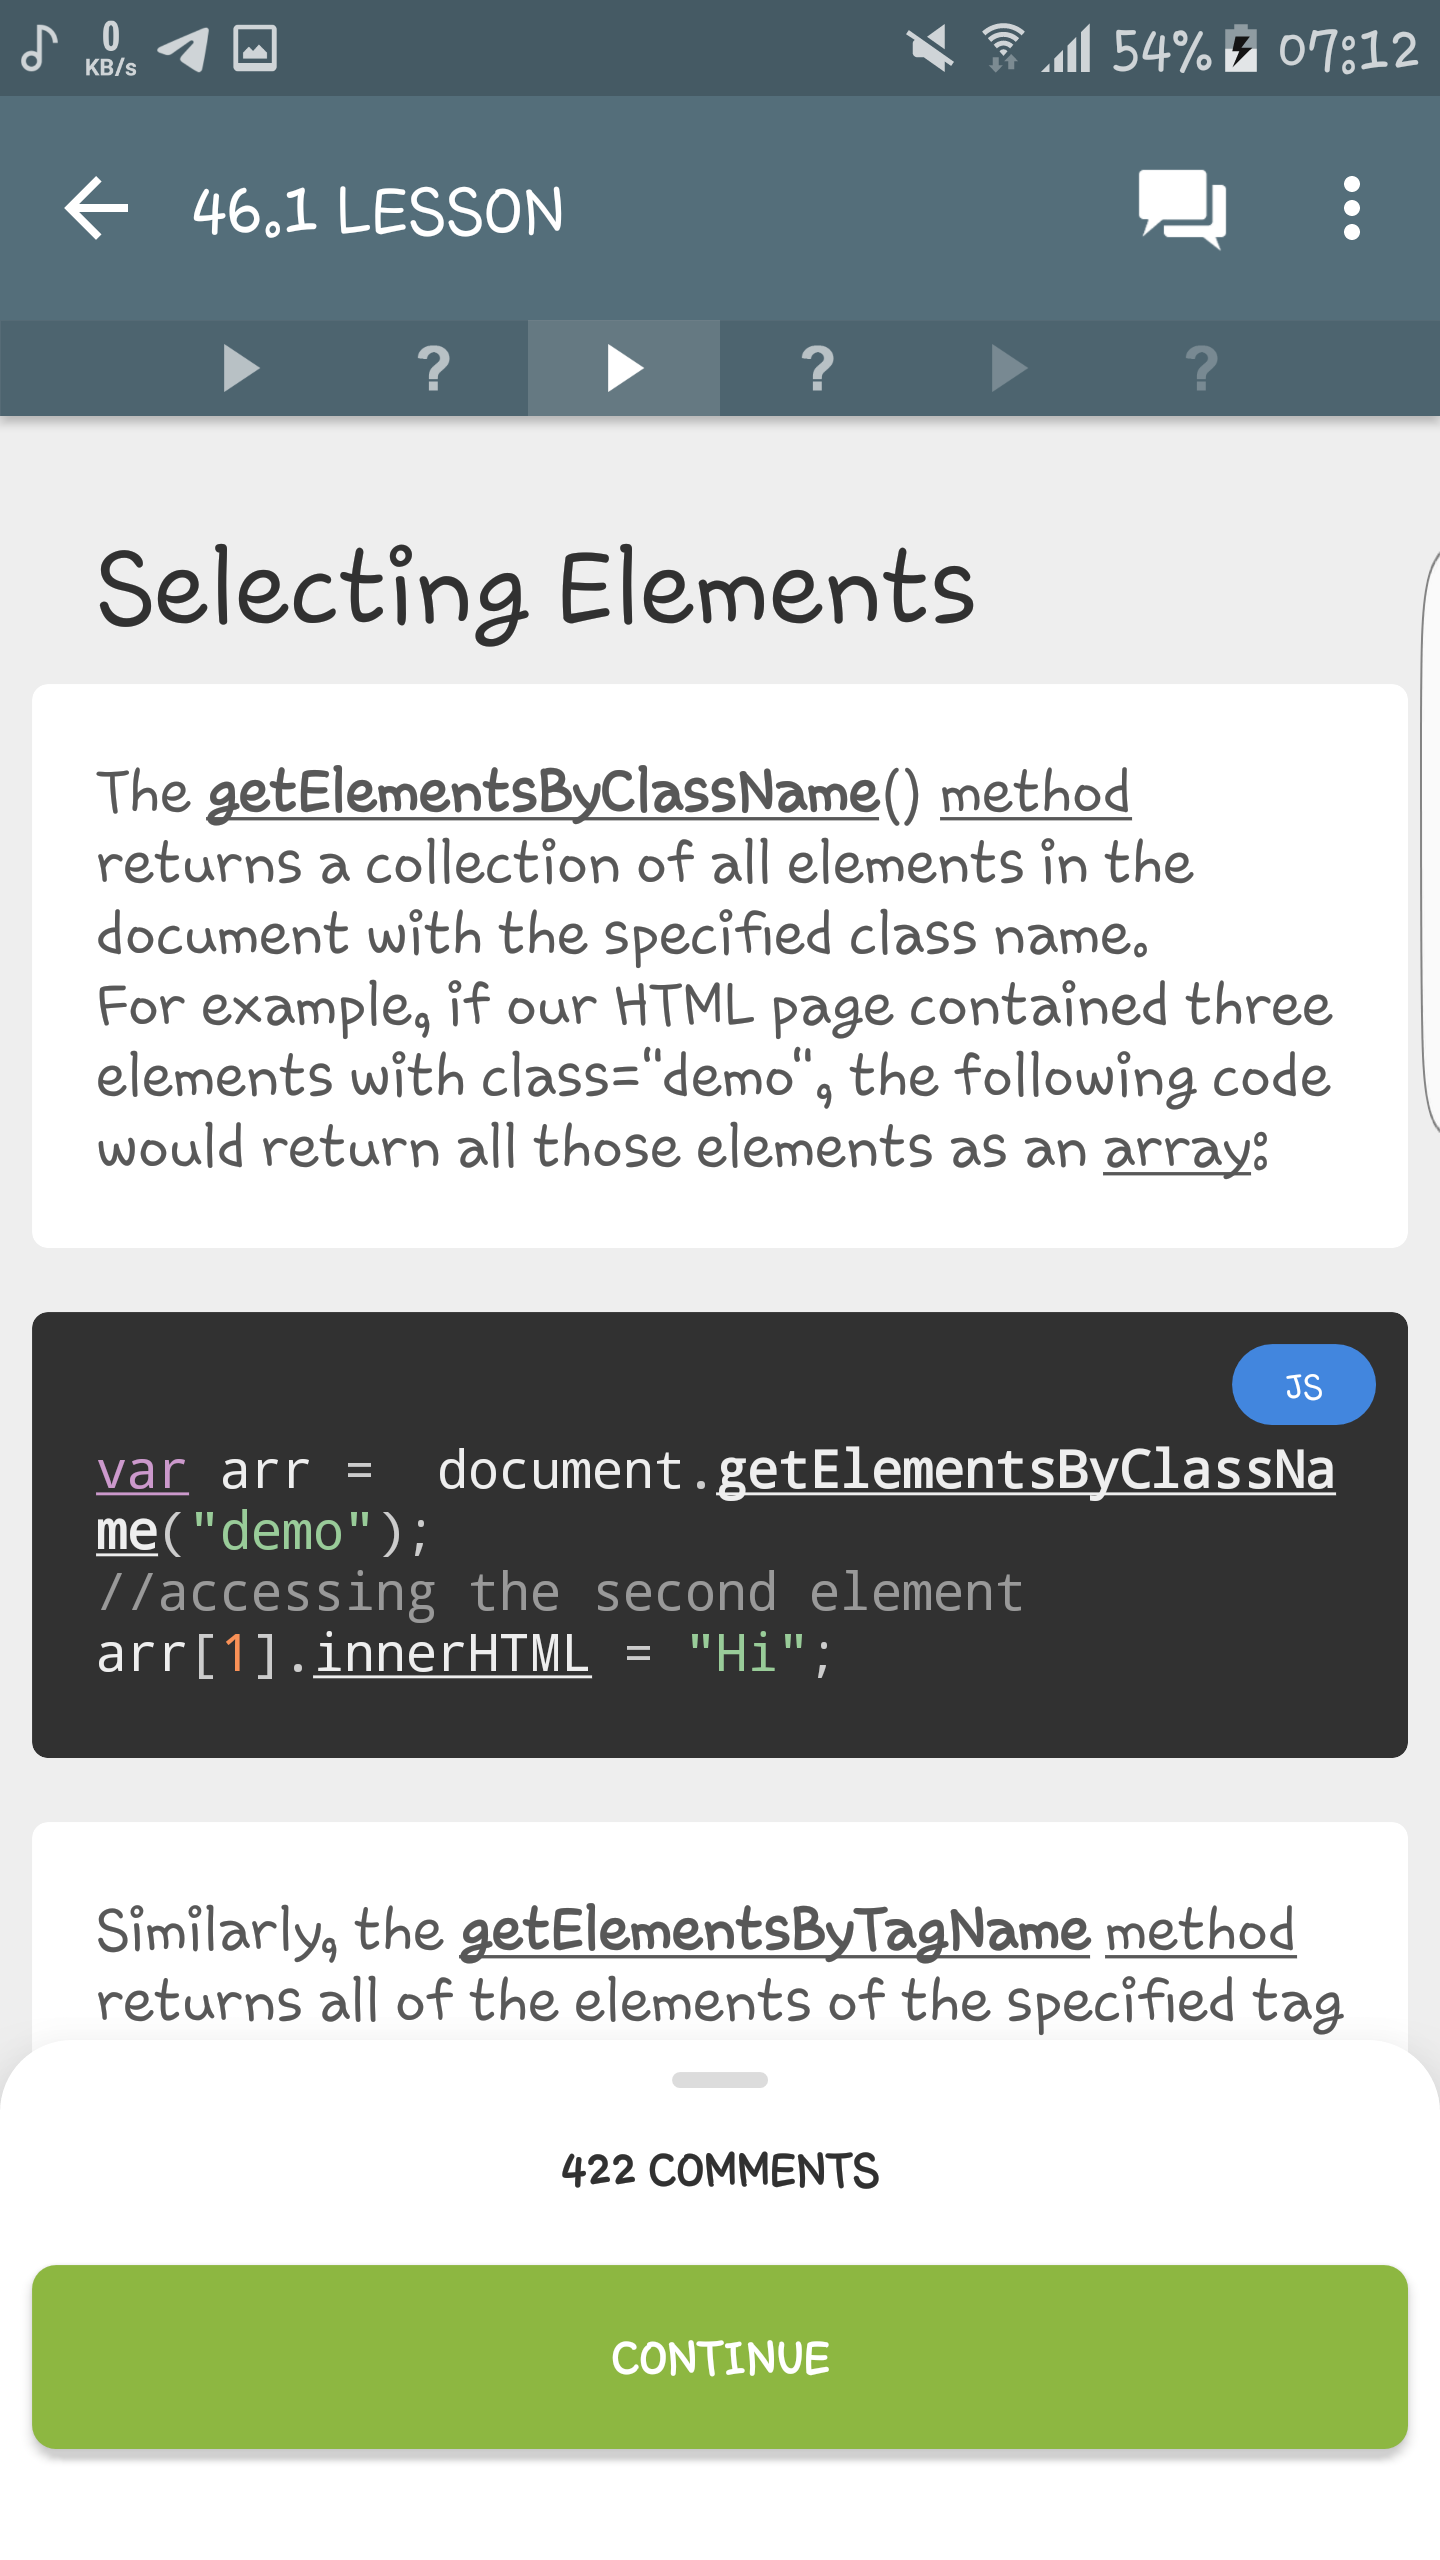 0
KB/s
54%
07:12
46.1 LESSON
?
?
?
Selecting Elements
The getElementsByClassName() method
returns a collection of all elements in the
document with the specified class name.
For example, if our HTML page contained three
elements with class="demo", the following code
would return all those elements as an array:
JS
var arr =  document.getElementsByClassNa
me("demo");
//accessing the second element
arr[1].innerHTML = "Hi";
Similarly, the getElementsByTagName method
returns all of the elements of the specified tag
422 COMMENTS
CONTINUE